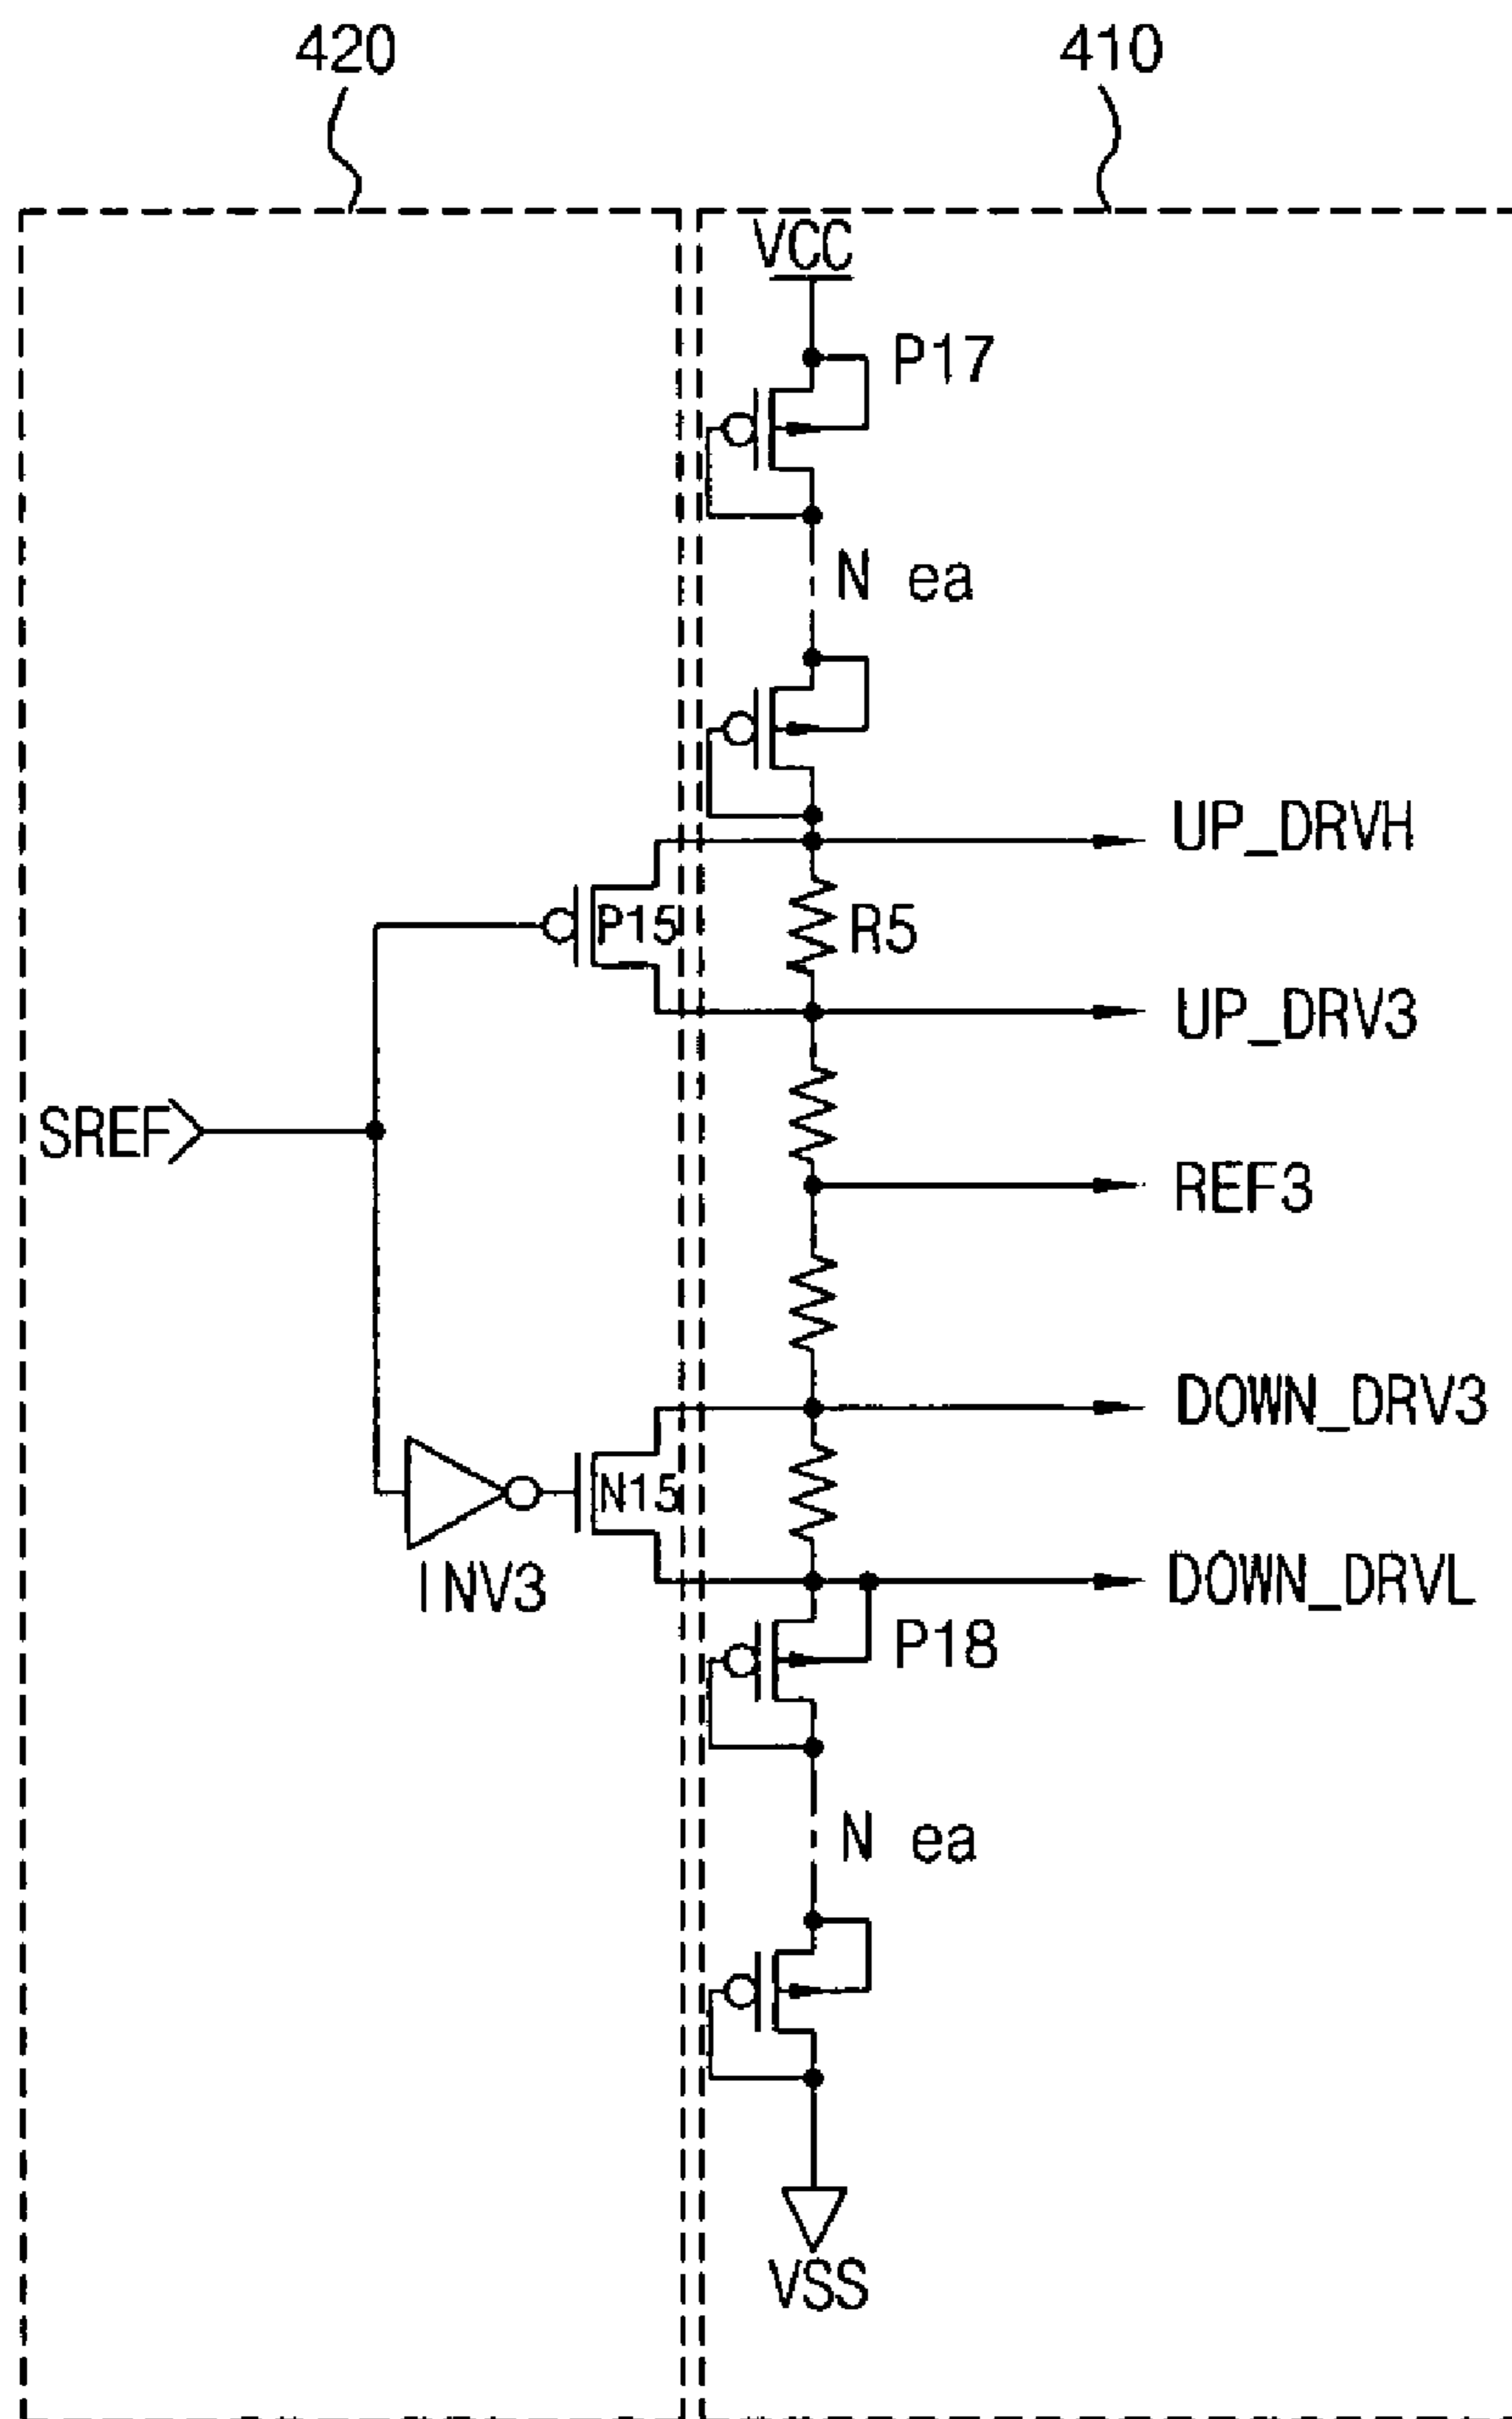 420
410
VCC
P17
N ea
UP_DRVH
P15
R5
UP_DRV3
SREF
REF3
DOWN_DRV3
N15
INV3
DOWN_DRVL
P18
N ea
VSS